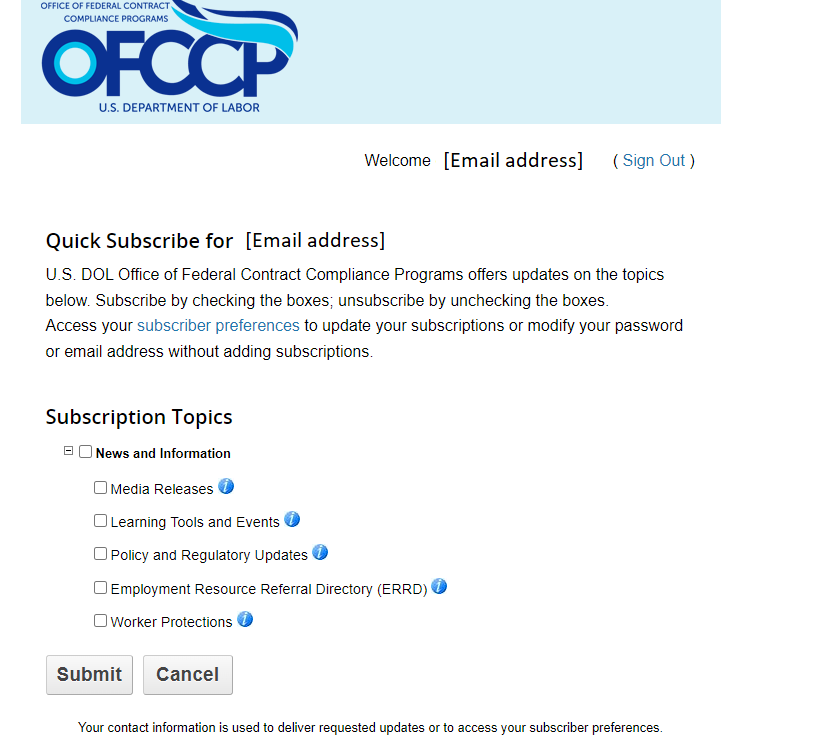 OFFICE OF FEDERAL CONTRACT
COMPLIANCE PROGRAMS
OFCCP
U.S. DEPARTMENT OF LABOR
Welcome [Email address] ( Sign Out )
Quick Subscribe for [Email address]
U.S. DOL Office of Federal Contract Compliance Programs offers updates on the topics
below. Subscribe by checking the boxes; unsubscribe by unchecking the boxes.
Access your subscriber preferences to update your subscriptions or modify your password
or email address without adding subscriptions.
Subscription Topics
News and Information
Media Releases
Learning Tools and Events
Policy and Regulatory Updates
Employment Resource Referral Directory (ERRD)
Worker Protections
Submit Cancel
Your contact information is used to deliver requested updates or to access your subscriber preferences.